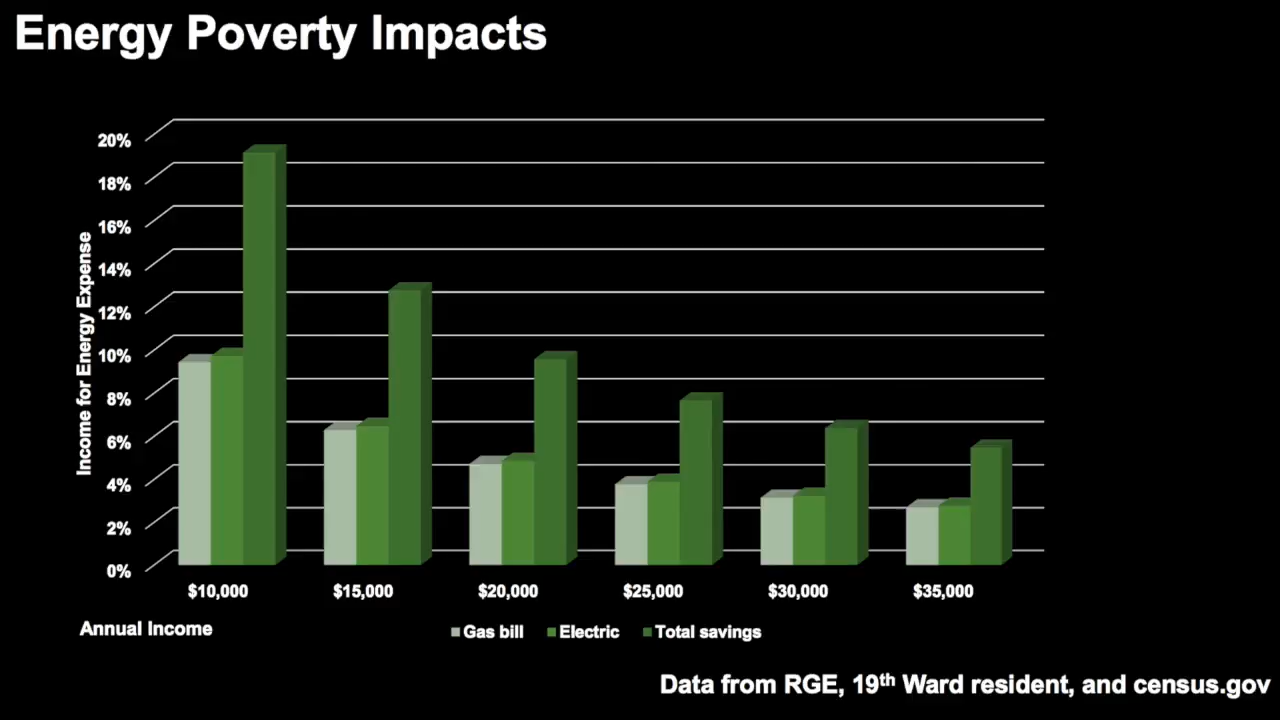 Energy Poverty Impacts
20%
18%
16%
14%
12%
10%
8%
6%
4%
2%
0%
Income for Energy Expense
$10,000 $15,000 $20,000 $25,000 $30,000 $35,000
Annual Income
Gas bill Electric Total savings
Data from RGE, 19th Ward resident, and census.gov